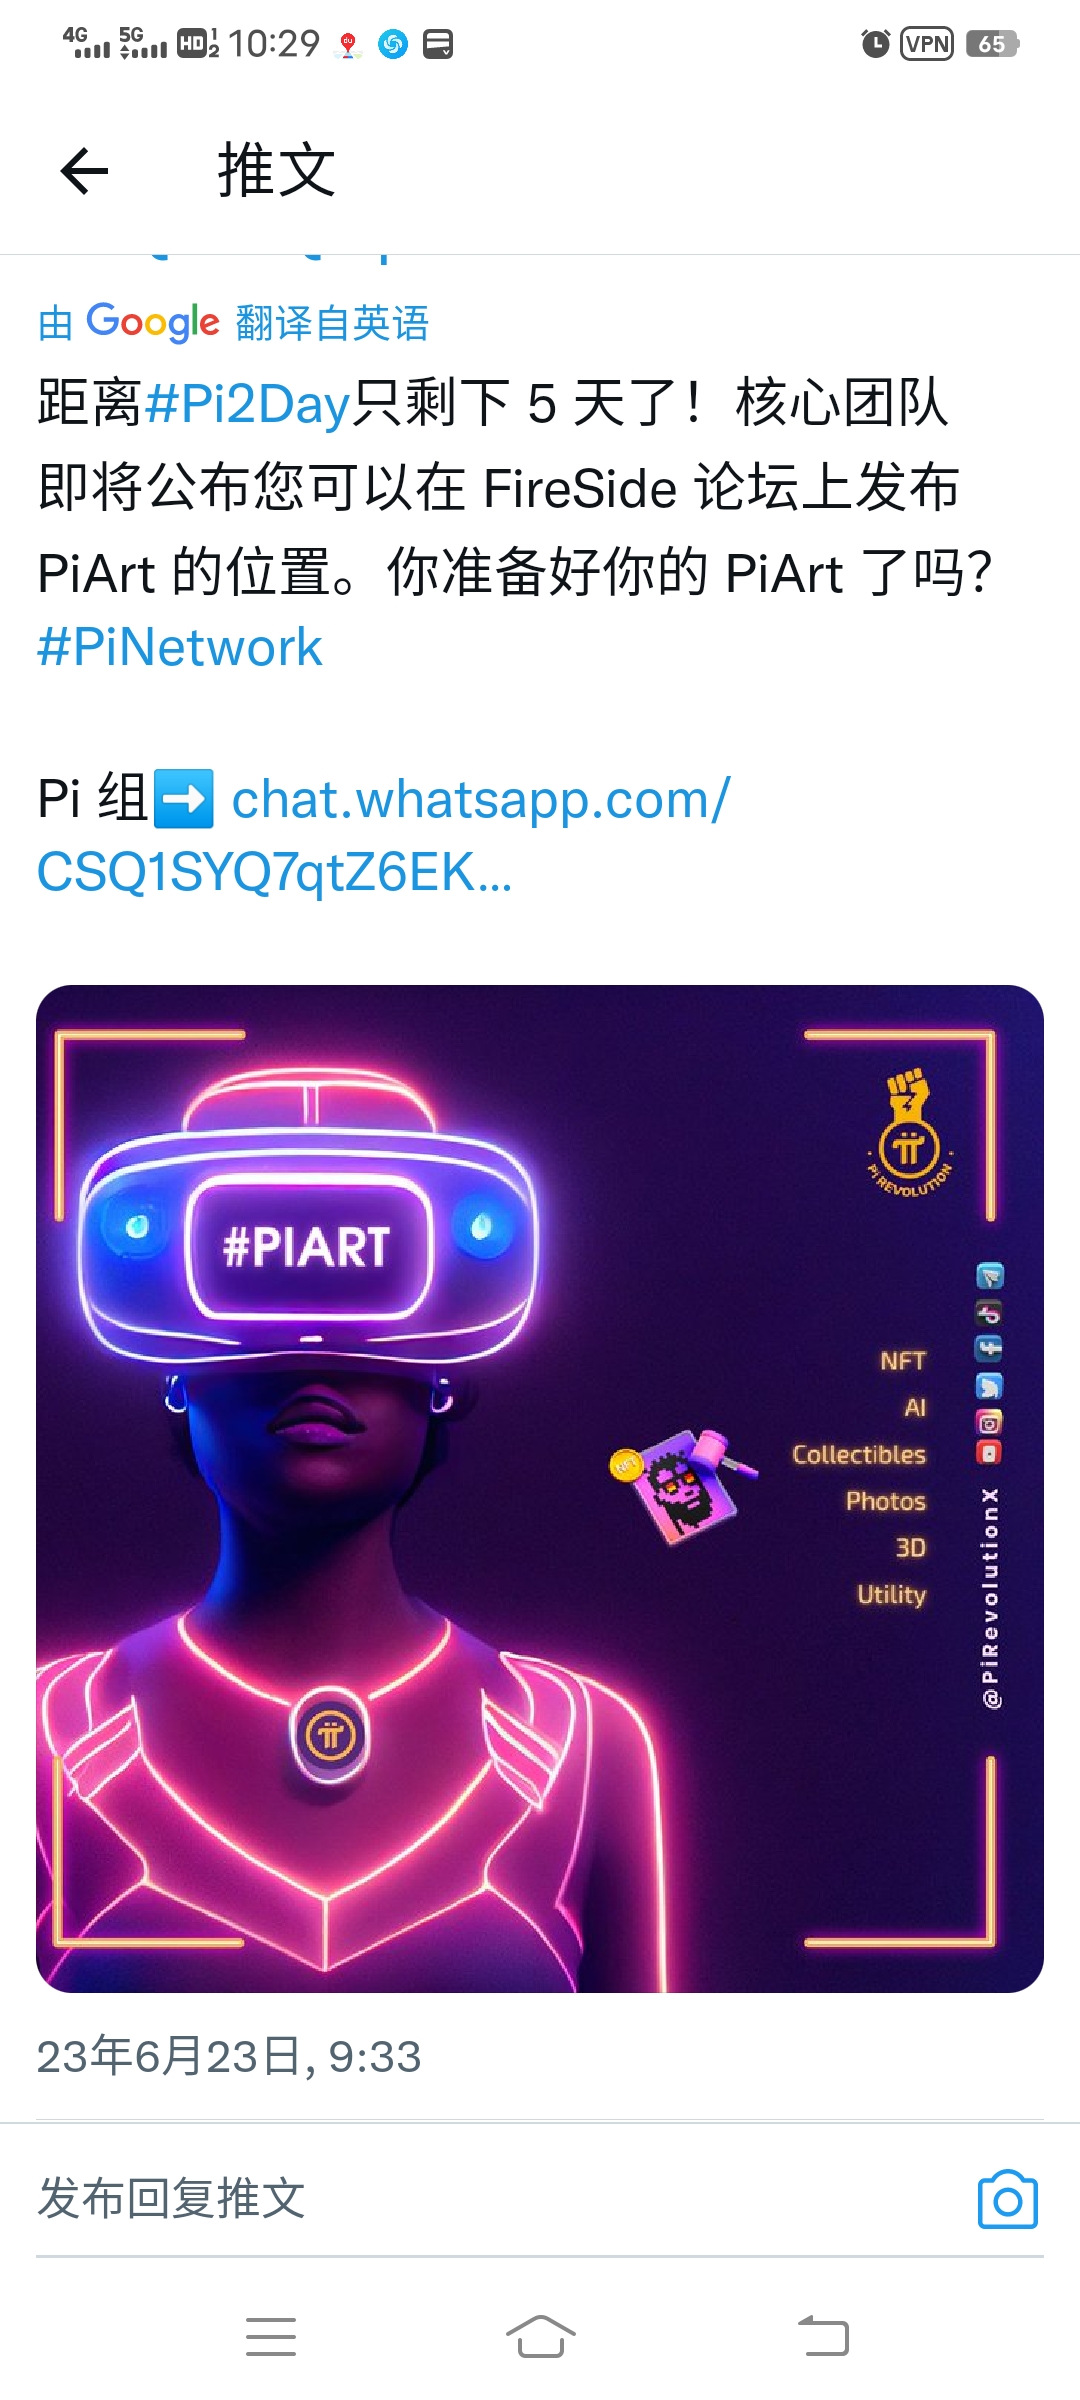 4G 5G HD 1 2 10:29 VPN 65
推文
由 Google 翻译自英语
距离#Pi2Day只剩下 5 天了！核心团队
即将公布您可以在 FireSide 论坛上发布
PiArt 的位置。你准备好你的 PiArt 了吗？
#PiNetwork
Pi 组➡️ chat.whatsapp.com/
CSQ1SYQ7qtZ6EK...
#PIART
Pi REVOLUTION
NFT
AI
Collectibles
Photos
3D
Utility
NFT
@PiRevolutionX
23年6月23日, 9:33
发布回复推文